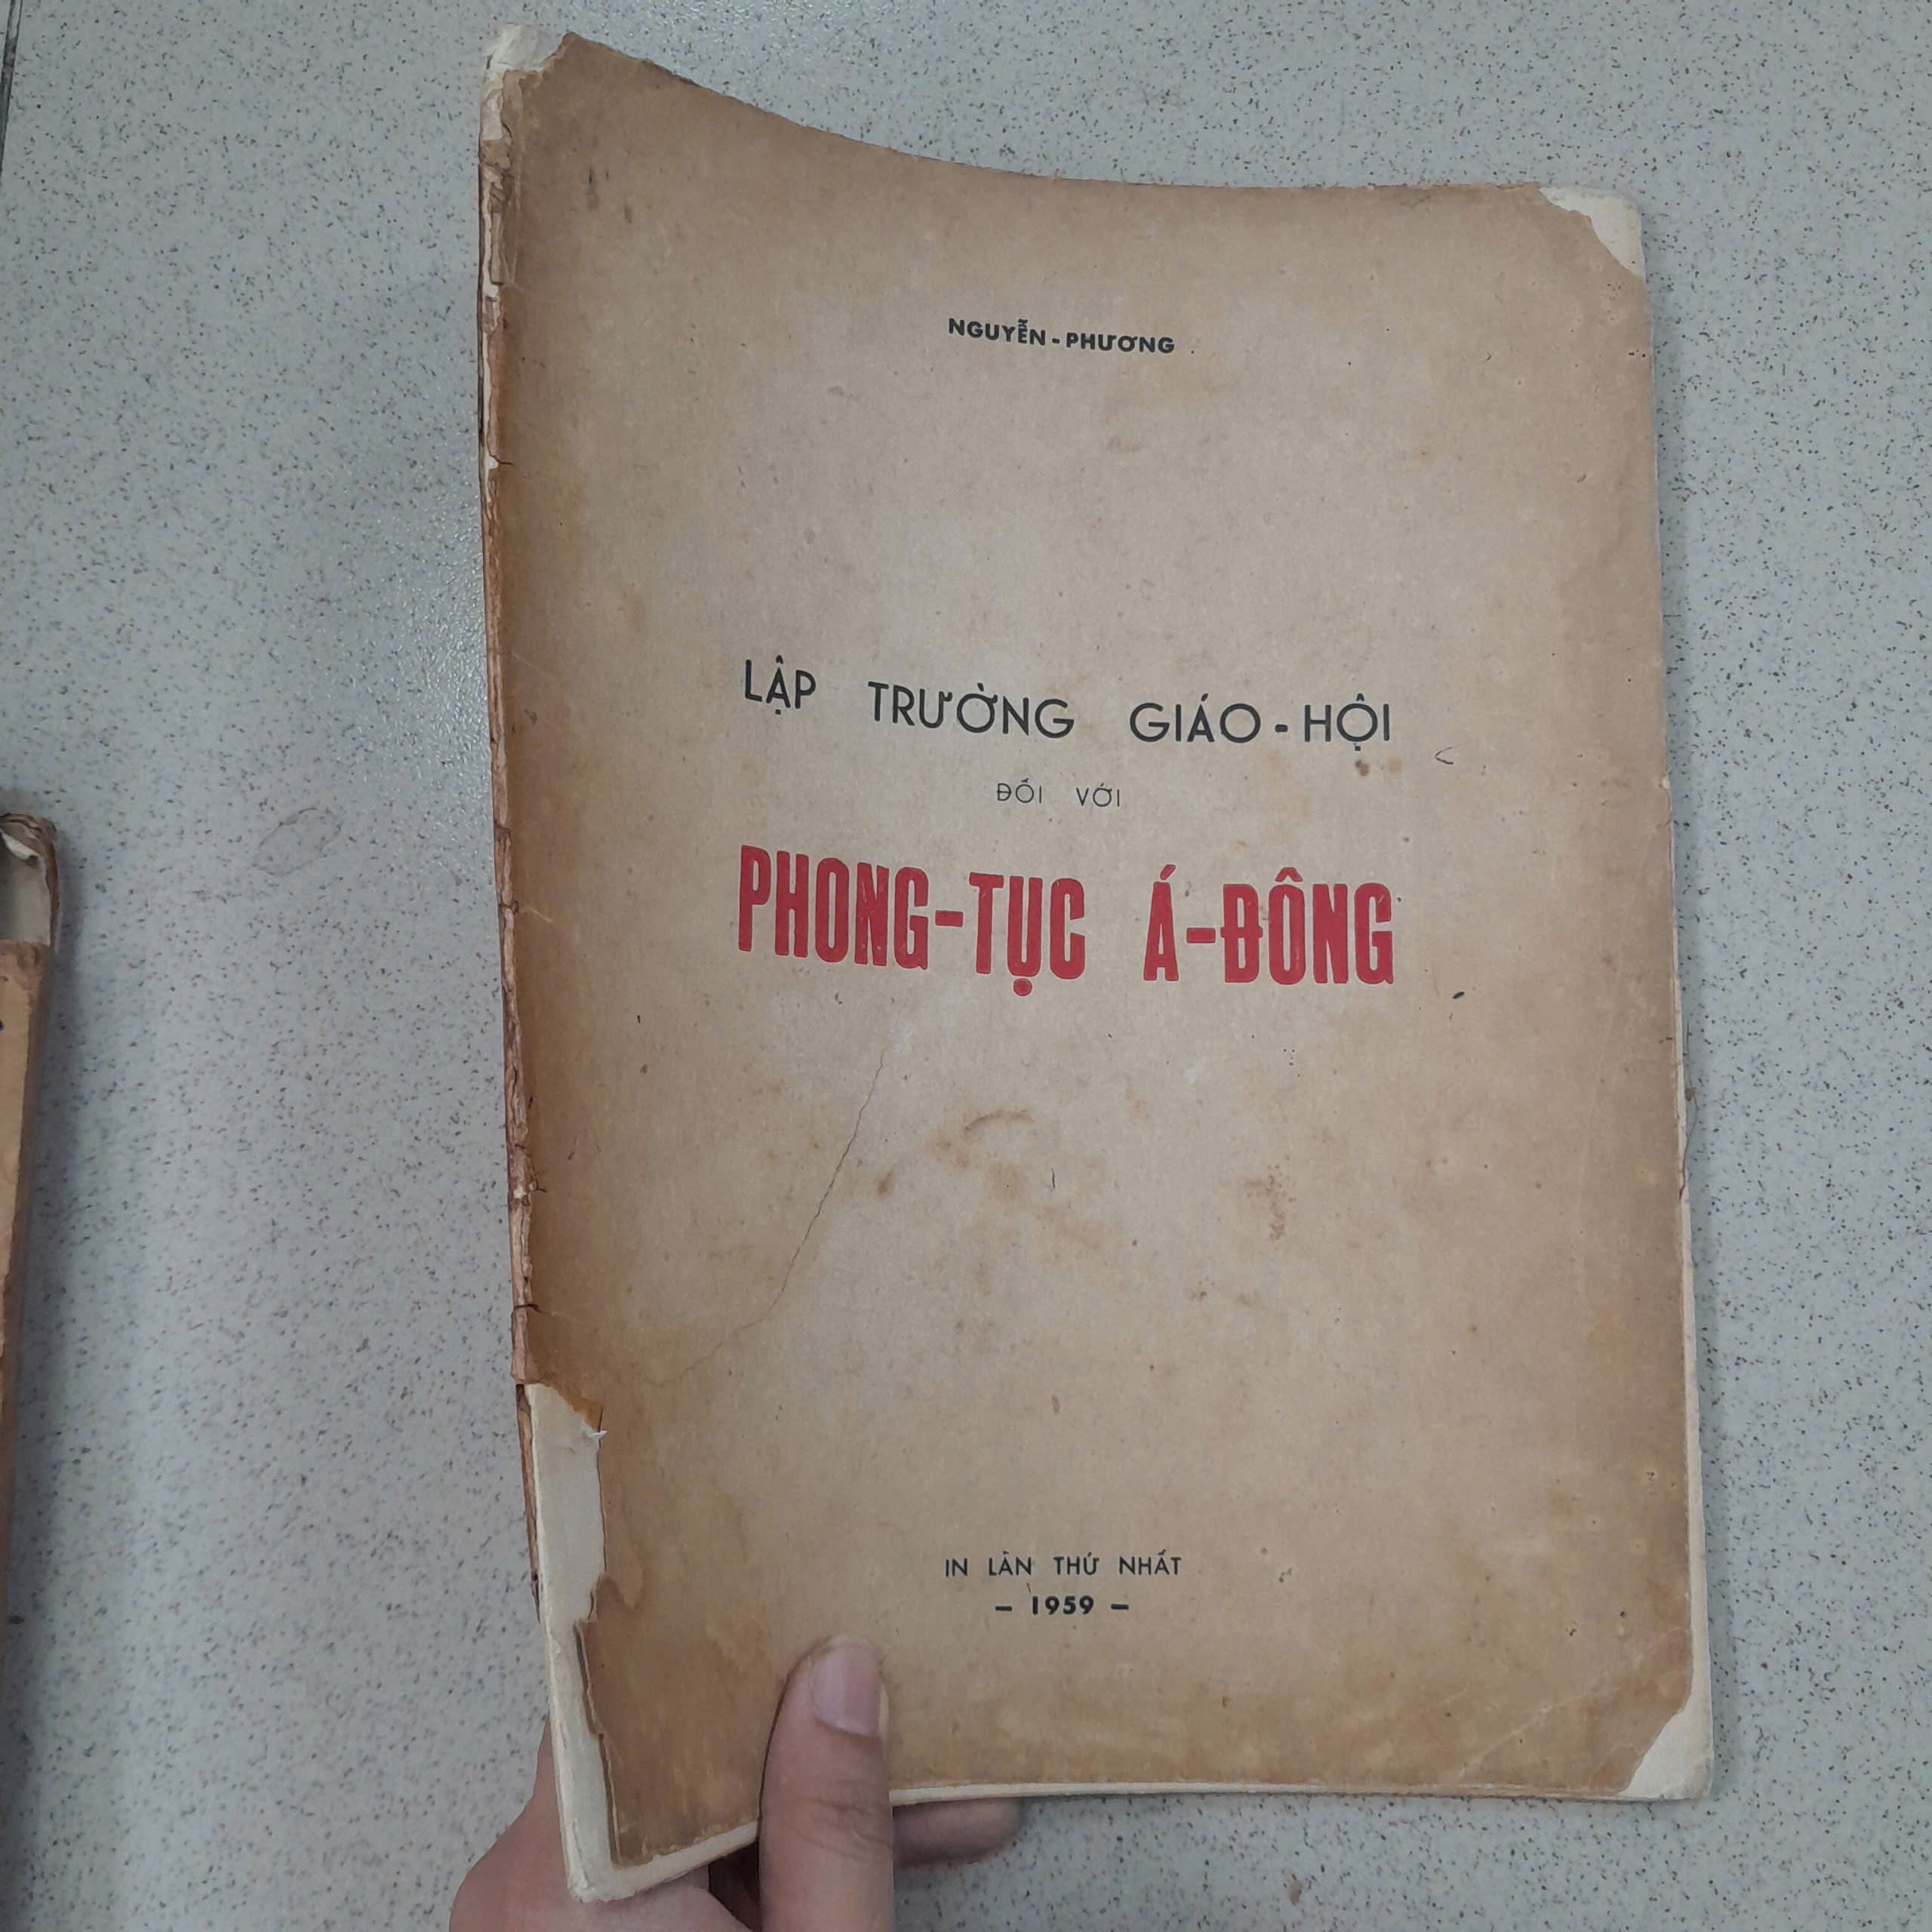 NGUYỄN-PHƯƠNG
LẬP TRƯỜNG GIÁO-HỘI
ĐỐI VỚI
PHONG-TỤC Á-ĐÔNG
IN LẦN THỨ NHẤT
– 1959 –